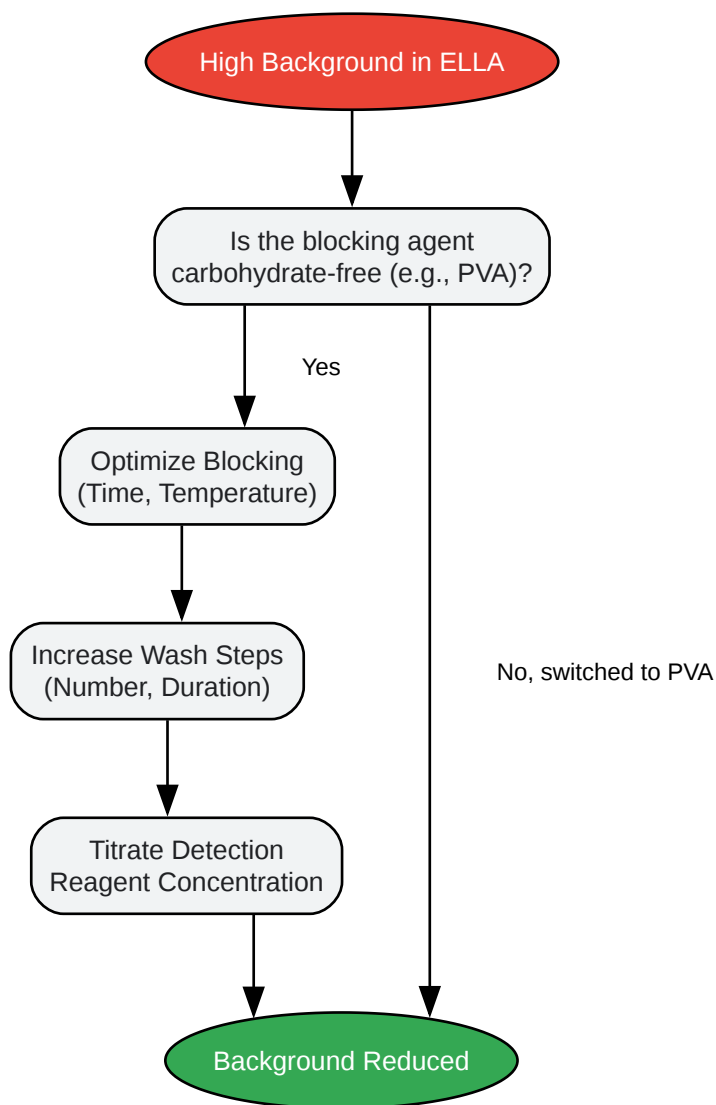 High Background in ELLA
Is the blocking agent
carbohydrate-free (e.g., PVA)?
Yes
Optimize Blocking
(Time, Temperature)
Increase Wash Steps
(Number, Duration)
No, switched to PVA
Titrate Detection
Reagent Concentration
Background Reduced